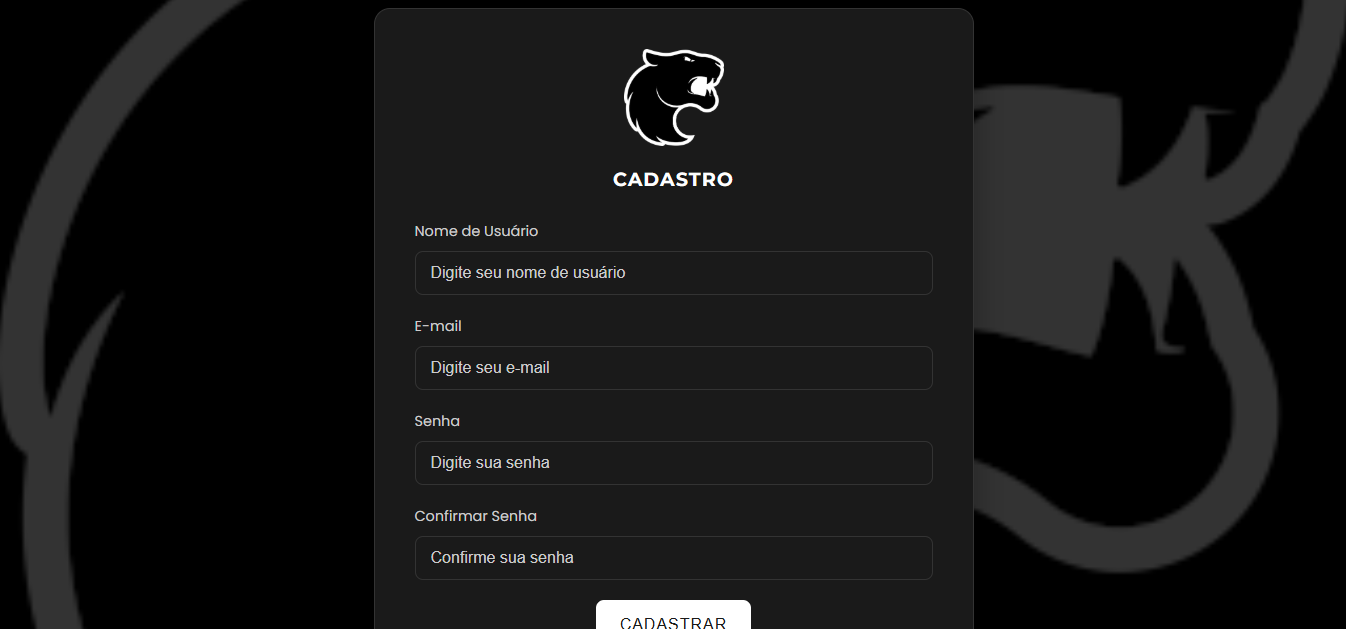 CADASTRO
Nome de Usuário
Digite seu nome de usuário
E-mail
Digite seu e-mail
Senha
Digite sua senha
Confirmar Senha
Confirme sua senha
CADASTRAR